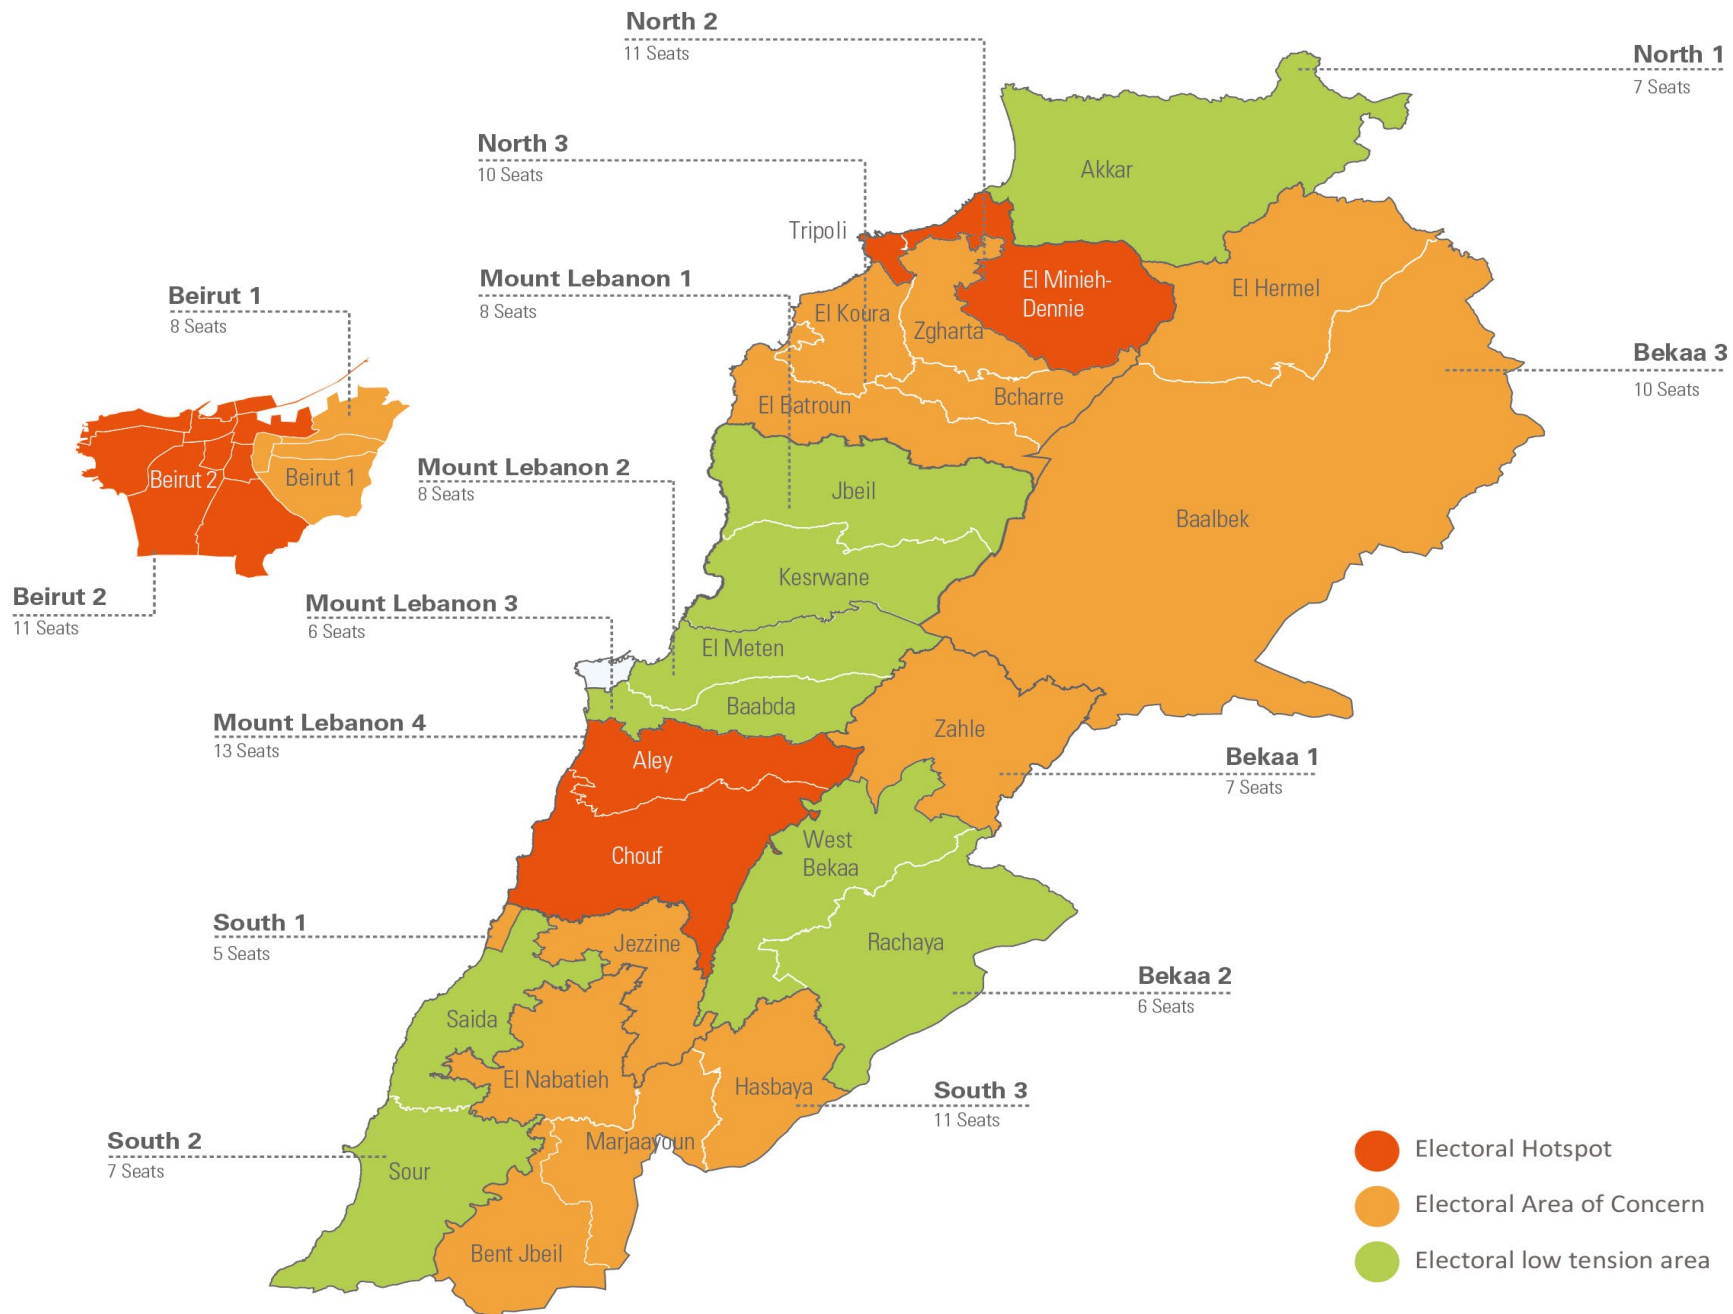 North 2
11 Seats
North 1
7 Seats
North 3
10 Seats
Akkar
Tripoli
Mount Lebanon 1
8 Seats
El Minieh-
Dennie
El Hermel
Beirut 1
8 Seats
El Koura
Zgharta
Bekaa 3
10 Seats
Bcharre
El Batroun
Mount Lebanon 2
8 Seats
Beirut 2
Beirut 1
Jbeil
Baalbek
Kesrwane
Beirut 2
11 Seats
Mount Lebanon 3
6 Seats
El Meten
Baabda
Mount Lebanon 4
13 Seats
Zahle
Aley
Bekaa 1
7 Seats
West
Bekaa
Chouf
South 1
5 Seats
Jezzine
Rachaya
Bekaa 2
6 Seats
Saida
El Nabatieh
Hasbaya
South 3
11 Seats
South 2
7 Seats
Marjaayoun
Sour
Bent Jbeil
Electoral Hotspot
Electoral Area of Concern
Electoral low tension area